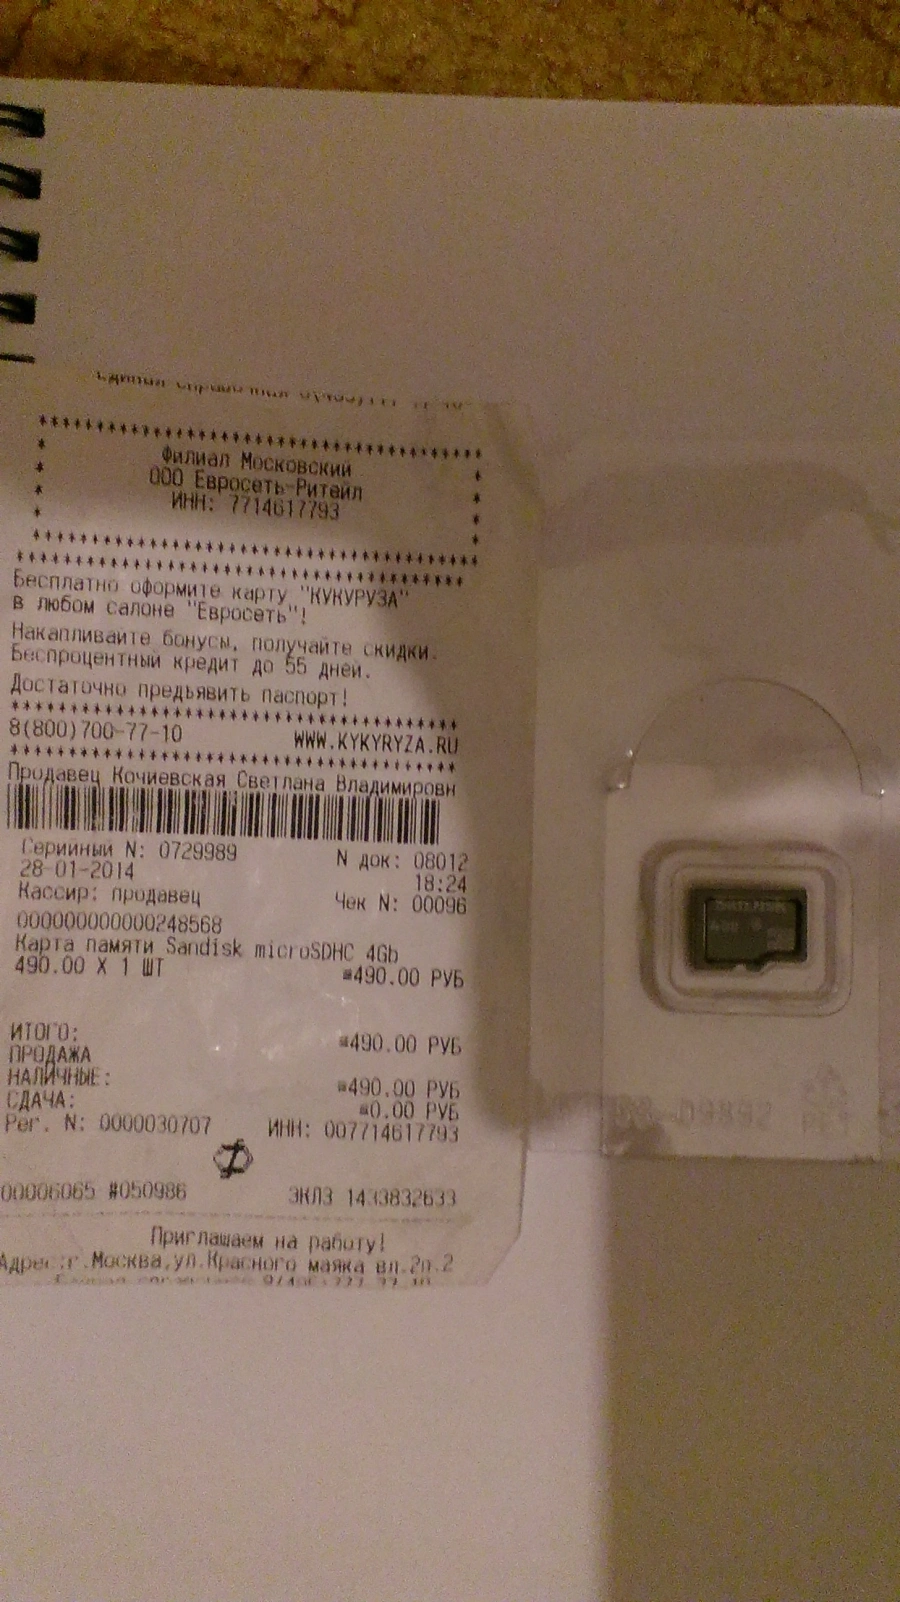 Единая справочная
****************************************
Филиал Московский
ООО Евросеть-Ритейл
ИНН: 7714617793
****************************************
****************************************
Бесплатно оформите карту "КУКУРУЗА"
в любом салоне "Евросеть"!
Накапливайте бонусы, получайте скидки.
Беспроцентный кредит до 55 дней.
Достаточно предьявить паспорт!
****************************************
8(800)700-77-10 WWW.KYKYRYZA.RU
****************************************
Продавец Кочиевская Светлана Владимировн
Серийный N: 0729989 N док: 08012
28-01-2014 18:24
Кассир: продавец Чек N: 00096
000000000000248568
Карта памяти Sandisk microSDHC 4Gb
490.00 X 1 ШТ =490.00 РУБ
ИТОГО: =490.00 РУБ
ПРОДАЖА
НАЛИЧНЫЕ: =490.00 РУБ
СДАЧА: =0.00 РУБ
Рег. N: 0000030707 ИНН: 007714617793
00006065 #050986 ЭКЛЗ 1433832633
Приглашаем на работу!
Адрес:г.Москва,ул.Красного маяка вл.2п.2